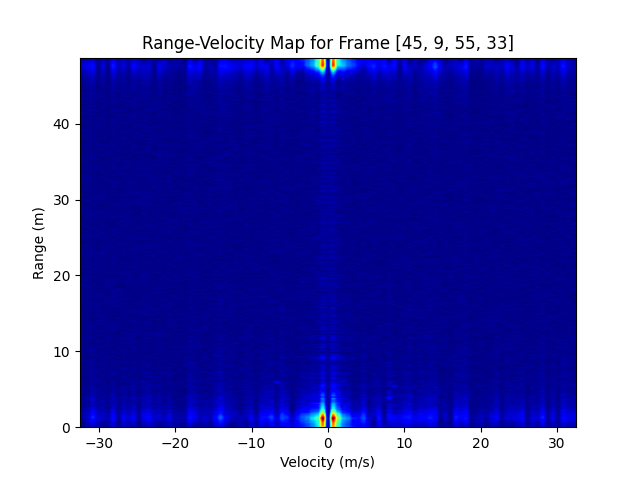 Range-Velocity Map for Frame [45, 9, 55, 33]
40
30
20
10
0
Range (m)
−30 −20 −10 0 10 20 30
Velocity (m/s)